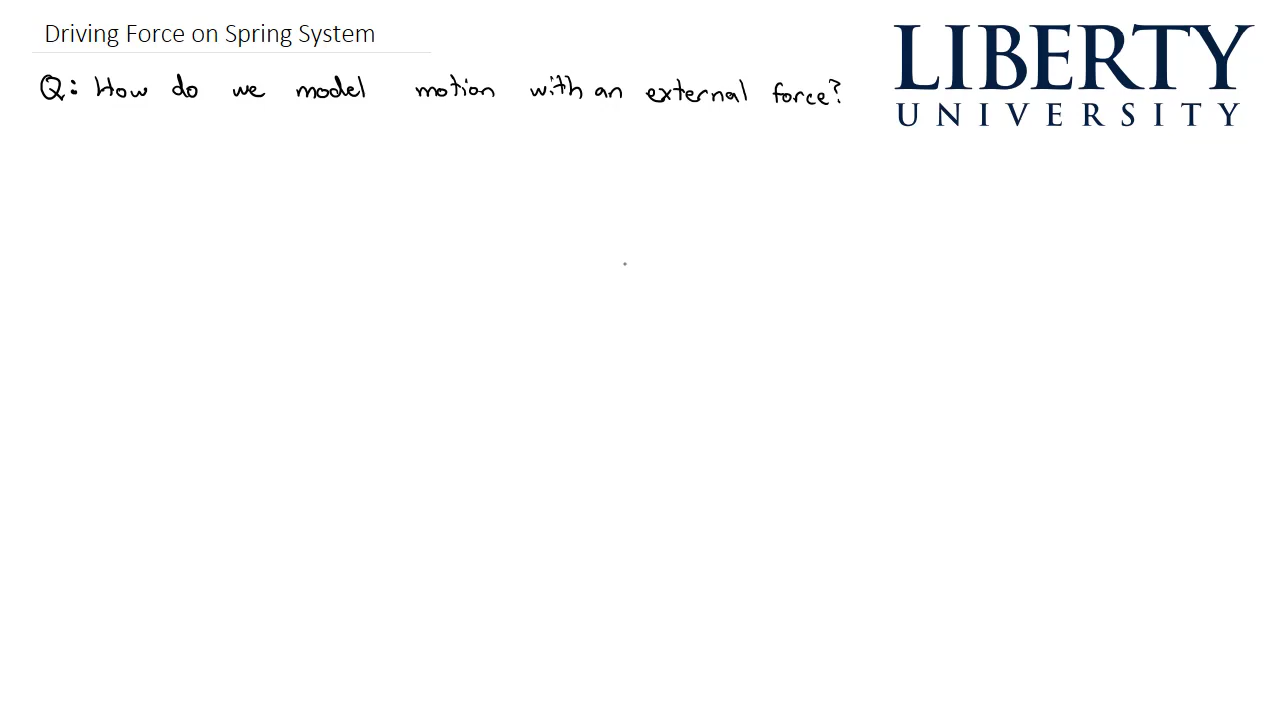 Driving Force on Spring System
Q: How do we model motion with an external force?
LIBERTY
UNIVERSITY